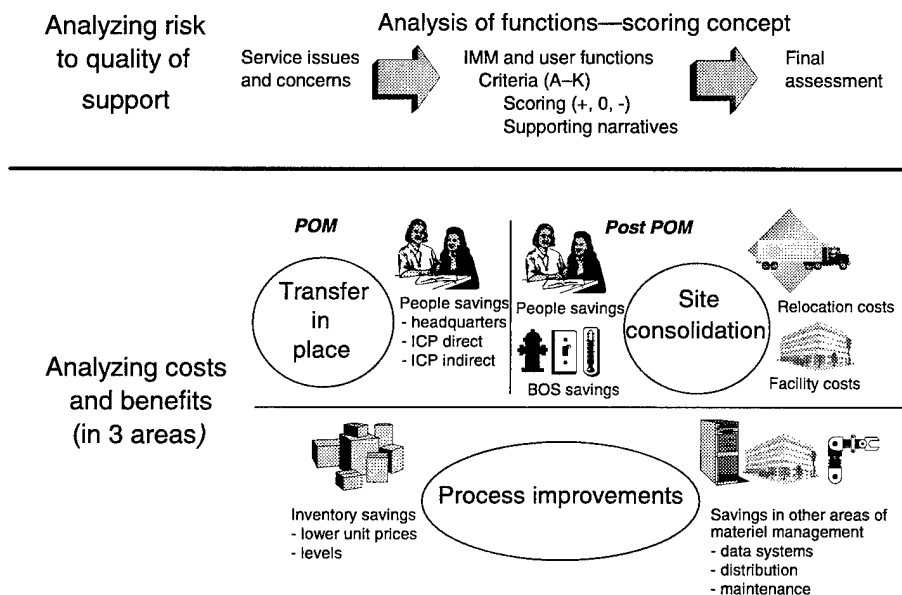 Analyzing risk
to quality of
support
Analysis of functions—scoring concept
Service issues
and concerns
IMM and user functions
Criteria (A–K)
Scoring (+, 0, -)
Supporting narratives
Final
assessment
Analyzing costs
and benefits
(in 3 areas)
POM
Transfer
in
place
People savings
- headquarters
- ICP direct
- ICP indirect
Post POM
People savings
BOS savings
Site
consolidation
Relocation costs
Facility costs
Inventory savings
- lower unit prices
- levels
Process improvements
Savings in other areas of
materiel management
- data systems
- distribution
- maintenance